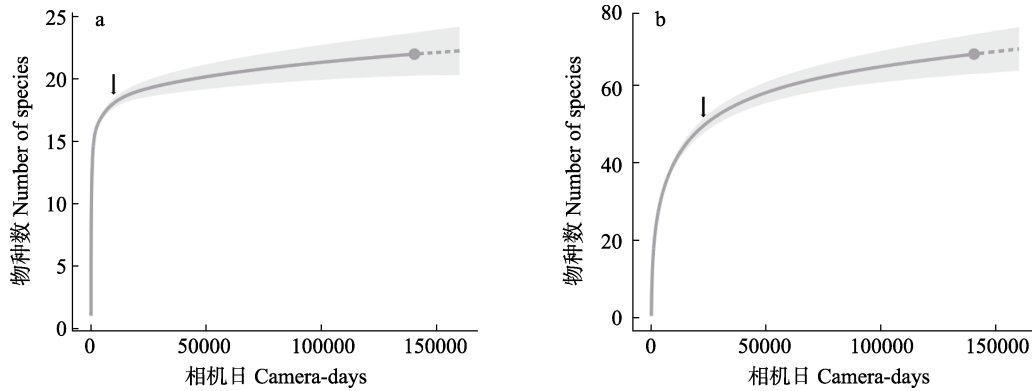 a
物种数 Number of species
25
20
15
10
5
0
0 50000 100000 150000
相机日 Camera-days
b
物种数 Number of species
80
60
40
20
0
0 50000 100000 150000
相机日 Camera-days